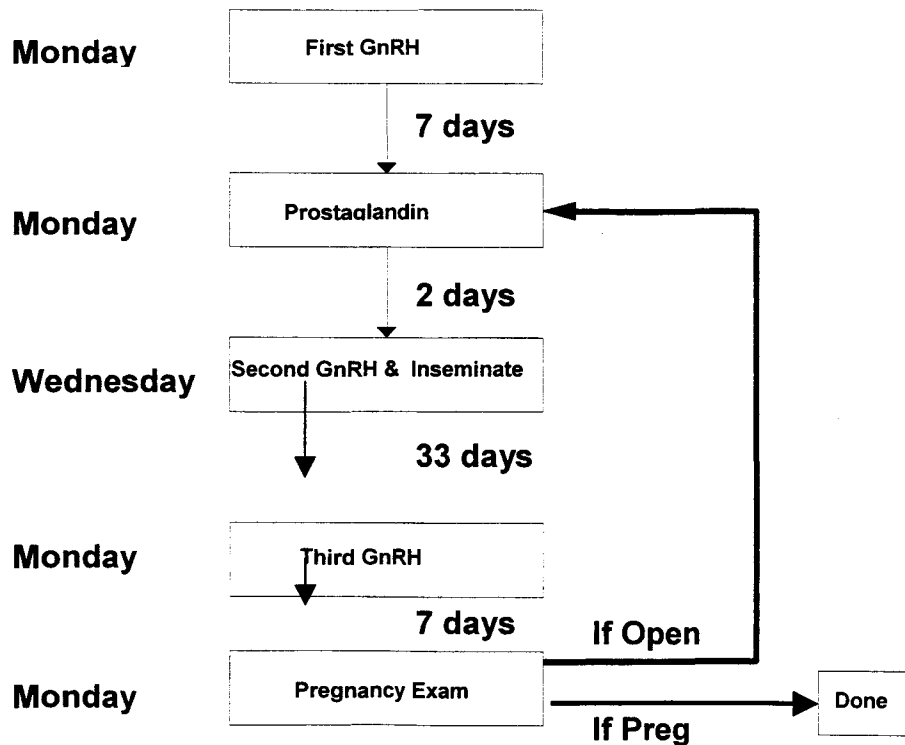 Monday
First GnRH
7 days
Monday
Prostaglandin
2 days
Wednesday
Second GnRH & Inseminate
33 days
Monday
Third GnRH
7 days
If Open
Monday
Pregnancy Exam
If Preg
Done